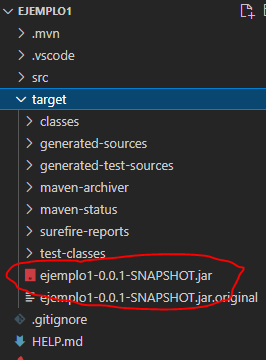 EJEMPLO1
.mvn
.vscode
src
target
classes
generated-sources
generated-test-sources
maven-archiver
maven-status
surefire-reports
test-classes
ejemplo1-0.0.1-SNAPSHOT.jar
ejemplo1-0.0.1-SNAPSHOT.jar.original
.gitignore
HELP.md